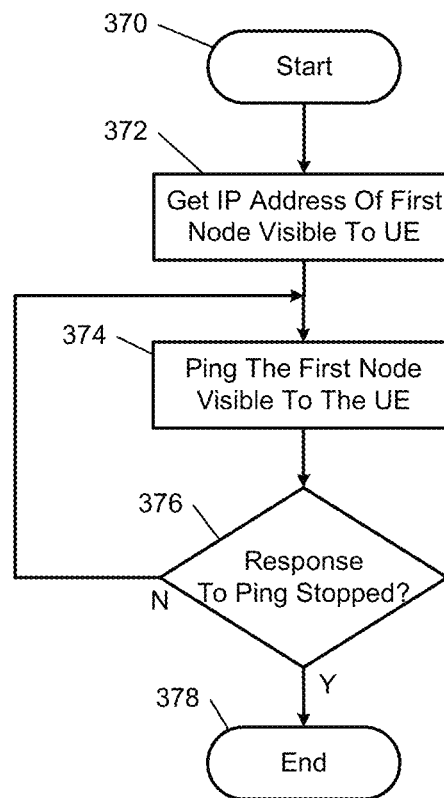 370
Start
372
Get IP Address Of First
Node Visible To UE
374
Ping The First Node
Visible To The UE
376
Response
To Ping Stopped?
N
Y
378
End